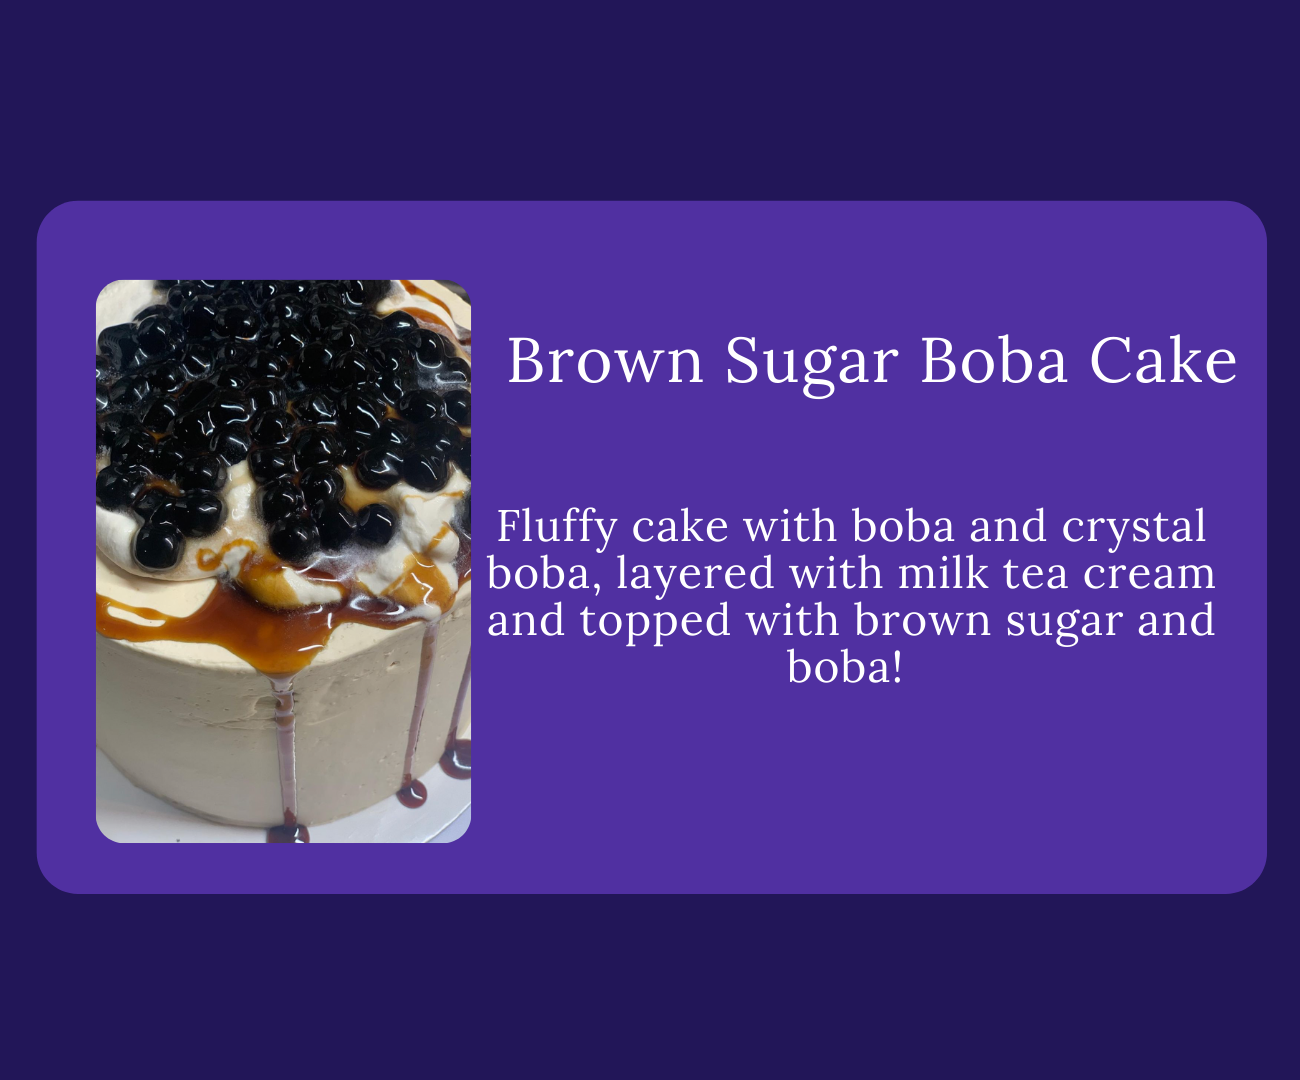 Brown Sugar Boba Cake
Fluffy cake with boba and crystal
boba, layered with milk tea cream
and topped with brown sugar and
boba!